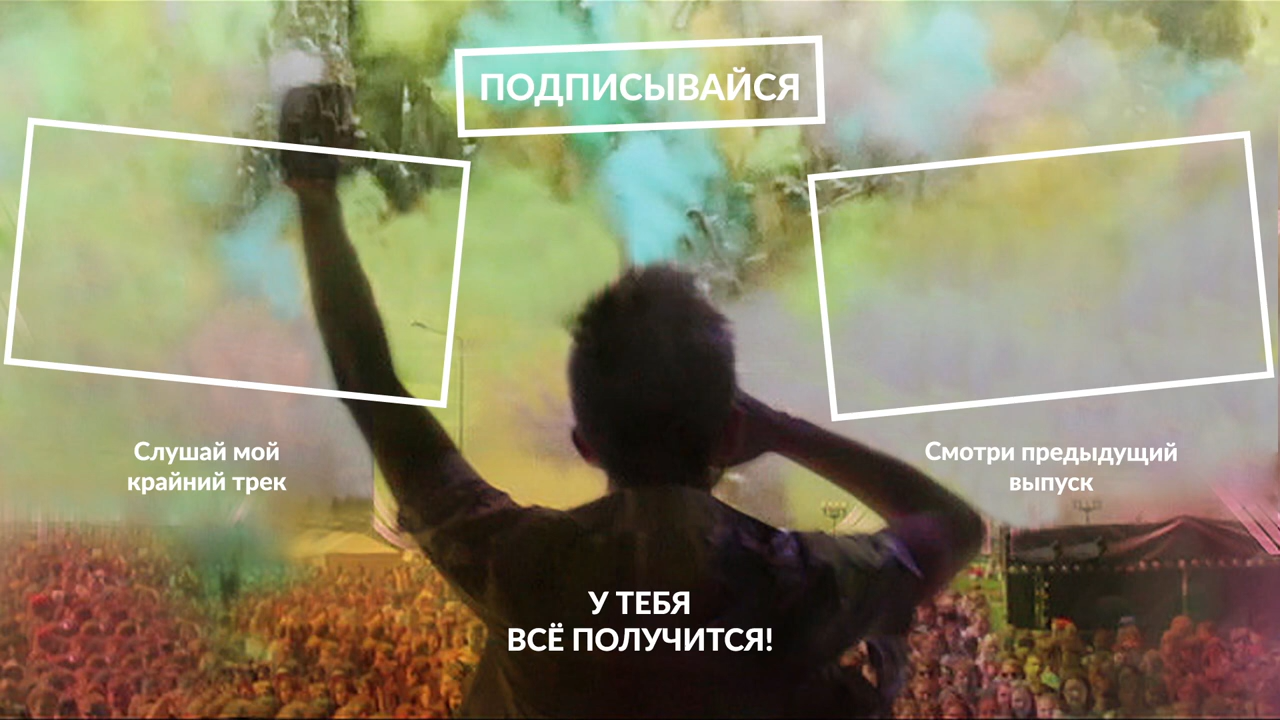 ПОДПИСЫВАЙСЯ
Слушай мой
крайний трек
Смотри предыдущий
выпуск
У ТЕБЯ
ВСЁ ПОЛУЧИТСЯ!